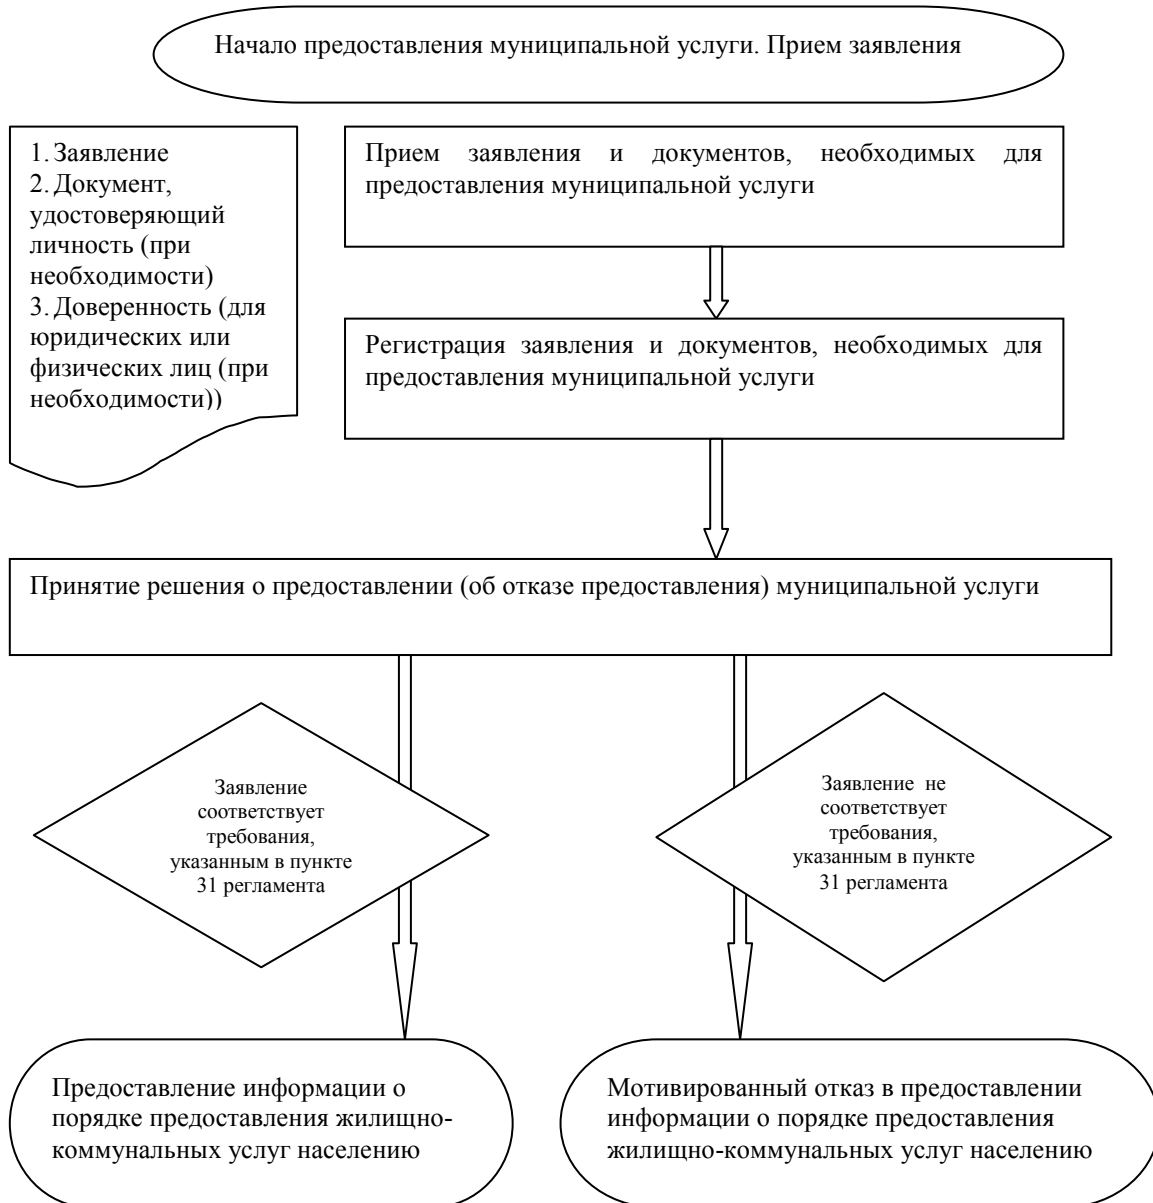 Начало предоставления муниципальной услуги. Прием заявления
1. Заявление
2. Документ,
удостоверяющий
личность (при
необходимости)
3. Доверенность (для
юридических или
физических лиц (при
необходимости))
Прием заявления и документов, необходимых для
предоставления муниципальной услуги
Регистрация заявления и документов, необходимых для
предоставления муниципальной услуги
Принятие решения о предоставлении (об отказе предоставления) муниципальной услуги
Заявление
соответствует
требования,
указанным в пункте
31 регламента
Заявление не
соответствует
требования,
указанным в пункте
31 регламента
Предоставление информации о
порядке предоставления жилищно-
коммунальных услуг населению
Мотивированный отказ в предоставлении
информации о порядке предоставления
жилищно-коммунальных услуг населению